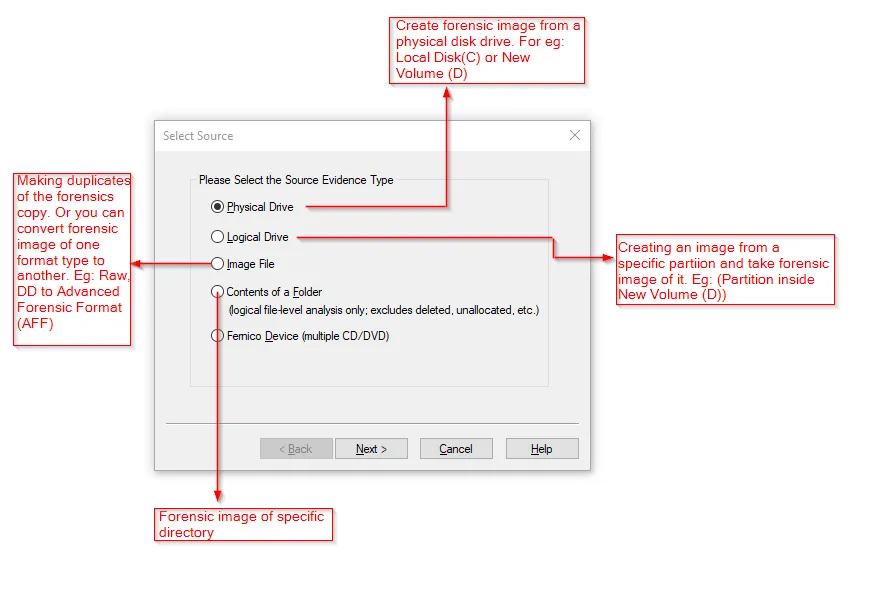 Create forensic image from a
physical disk drive. For eg:
Local Disk(C) or New
Volume (D)
Select Source
Making duplicates
of the forensics
copy. Or you can
convert forensic
image of one
format type to
another. Eg: Raw,
DD to Advanced
Forensic Format
(AFF)
Please Select the Source Evidence Type
Physical Drive
Logical Drive
Image File
Contents of a Folder
(logical file-level analysis only; excludes deleted, unallocated, etc.)
Fernico Device (multiple CD/DVD)
Creating an image from a
specific partiion and take forensic
image of it. Eg: (Partition inside
New Volume (D))
< Back
Next >
Cancel
Help
Forensic image of specific
directory